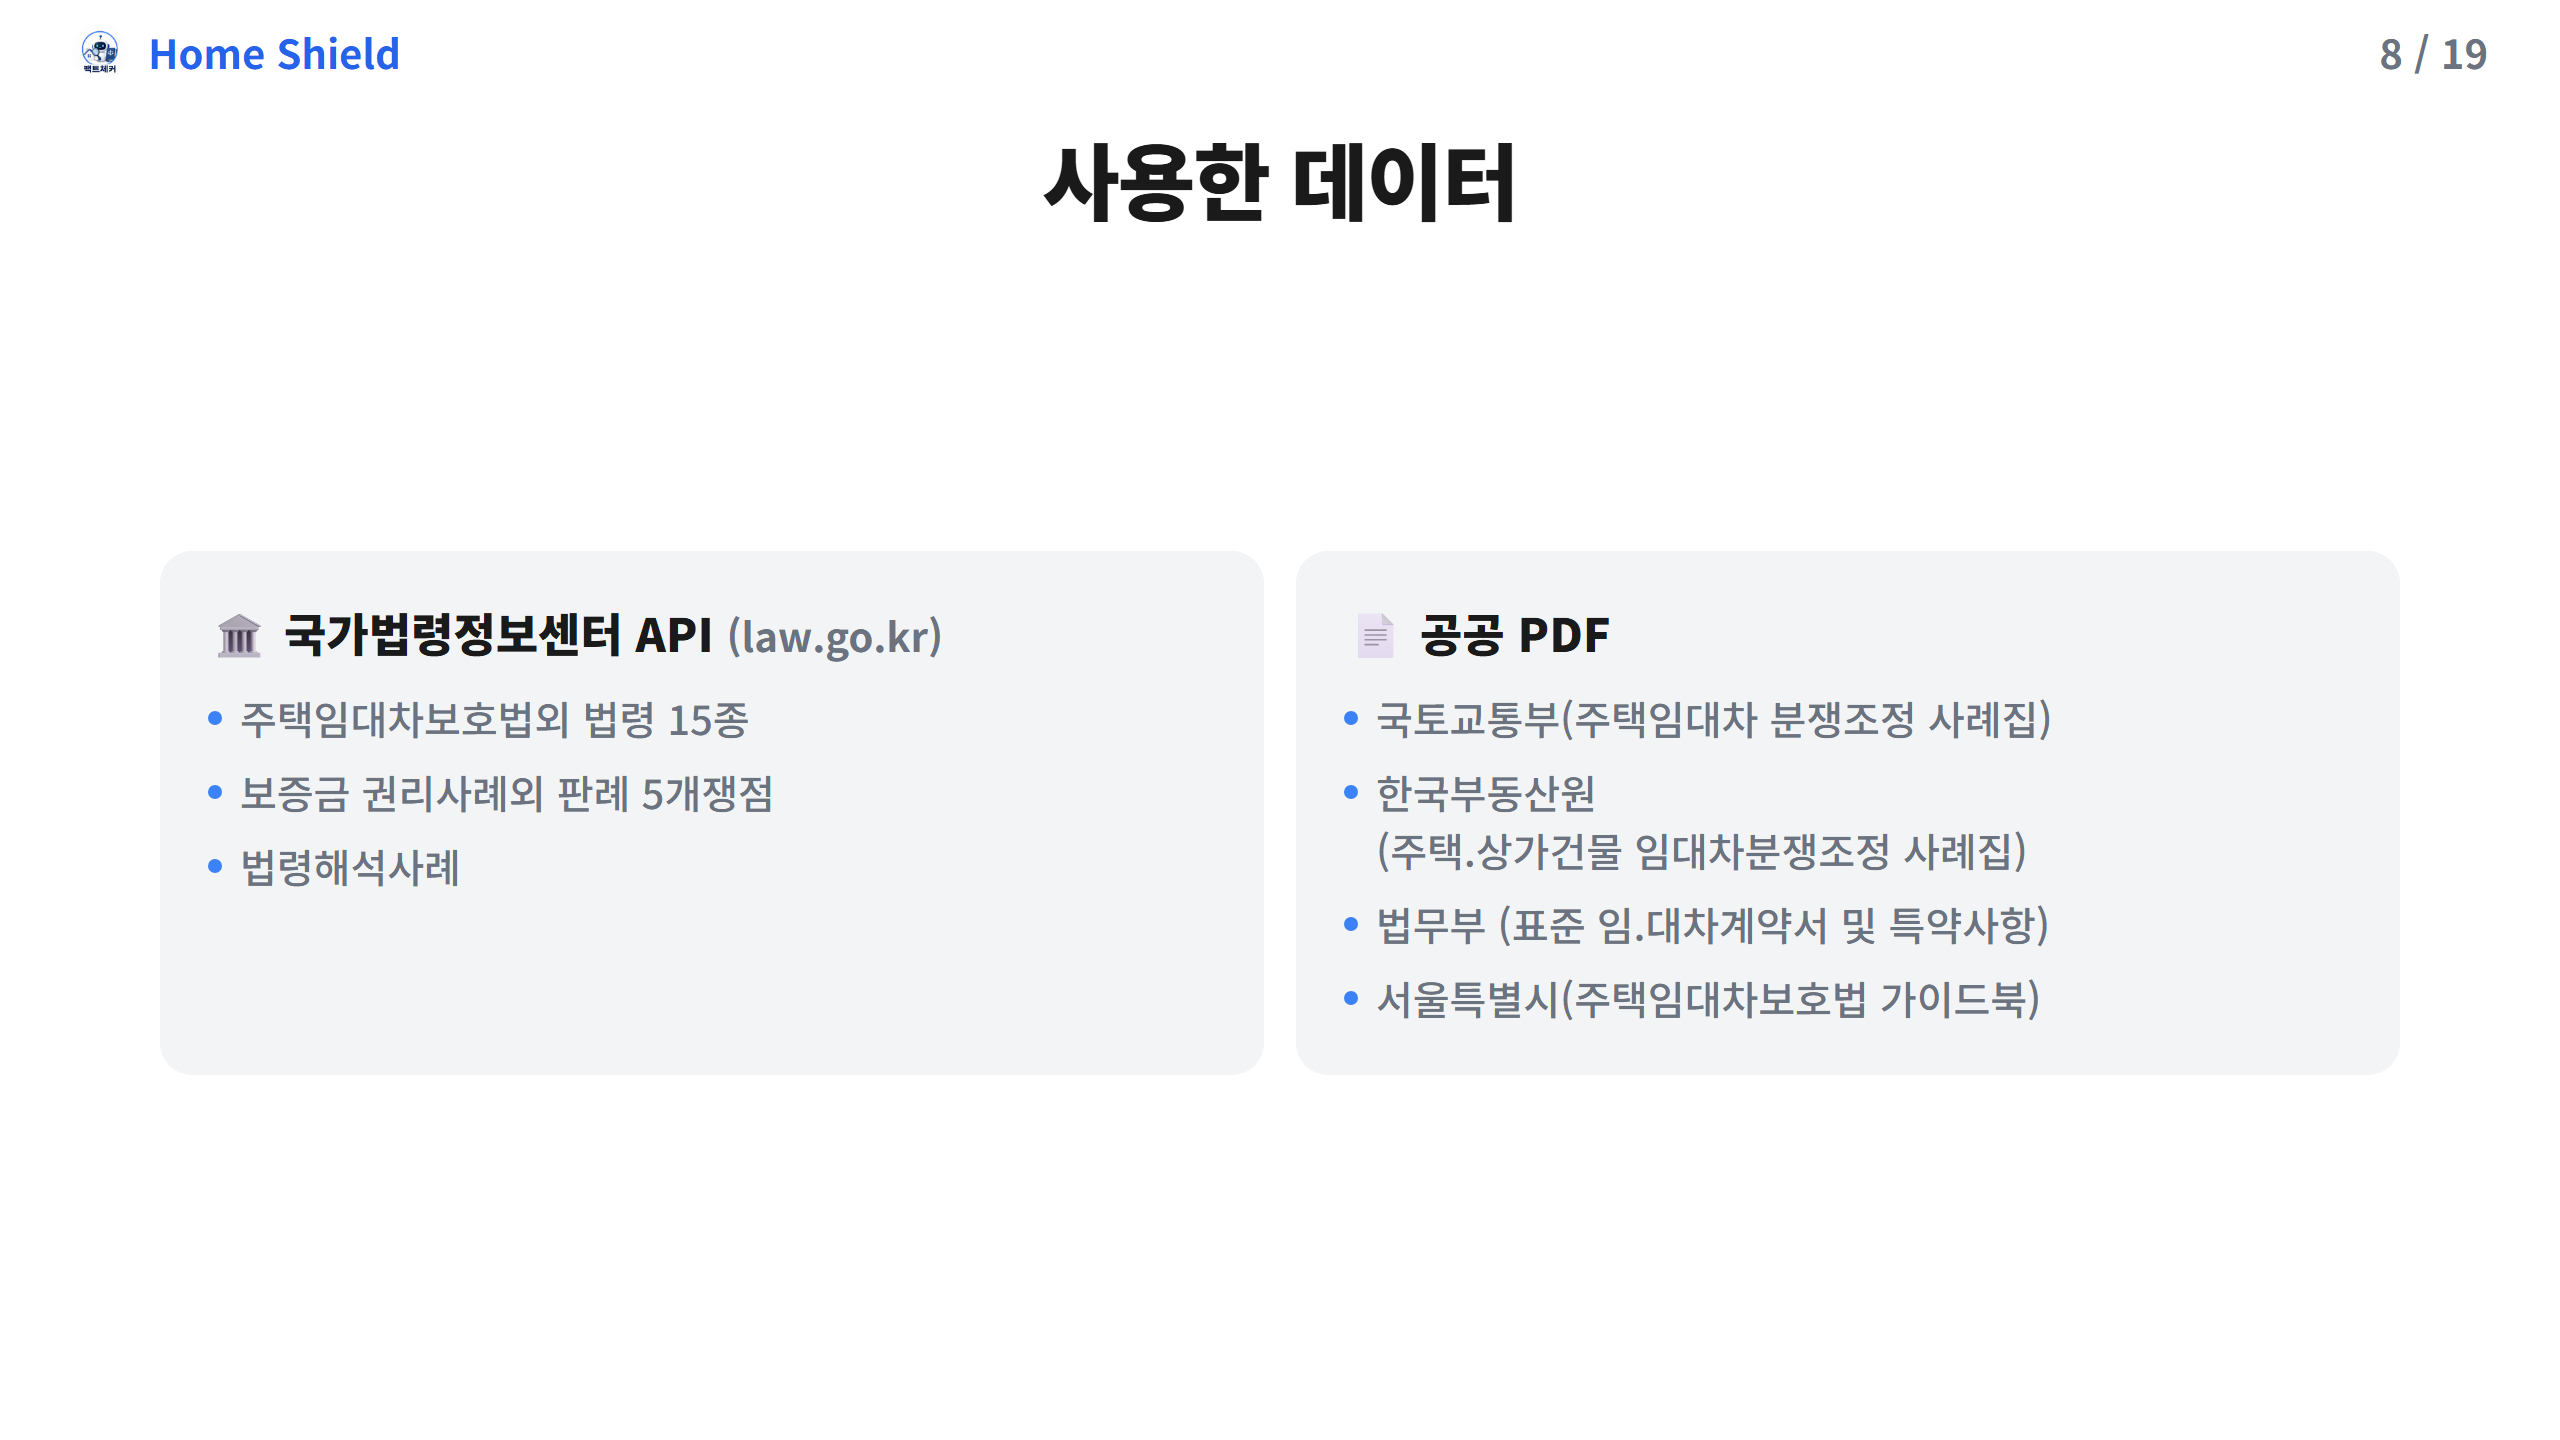 팩트체커
Home Shield
8 / 19
사용한 데이터
국가법령정보센터 API (law.go.kr)
주택임대차보호법외 법령 15종
보증금 권리사례외 판례 5개쟁점
법령해석사례
공공 PDF
국토교통부(주택임대차 분쟁조정 사례집)
한국부동산원
(주택.상가건물 임대차분쟁조정 사례집)
법무부 (표준 임.대차계약서 및 특약사항)
서울특별시(주택임대차보호법 가이드북)